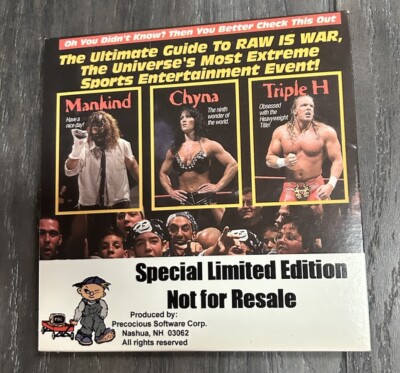 Oh You Didn't Know? Then You Better Check This Out
The Ultimate Guide To RAW IS WAR,
The Universe's Most Extreme
Sports Entertainment Event!
Mankind
Have a
nice day!
Chyna
The ninth
wonder of
the world.
Triple H
Obsessed
with the
Heavyweight
Title!
Special Limited Edition
Not for Resale
Produced by:
Precocious Software Corp.
Nashua, NH 03062
All rights reserved